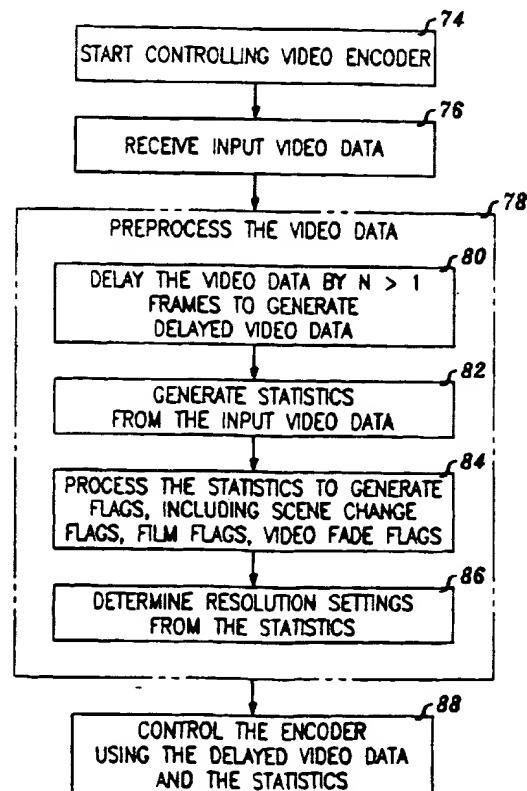 74
START CONTROLLING VIDEO ENCODER
76
RECEIVE INPUT VIDEO DATA
78
PREPROCESS THE VIDEO DATA
80
DELAY THE VIDEO DATA BY N > 1
FRAMES TO GENERATE
DELAYED VIDEO DATA
82
GENERATE STATISTICS
FROM THE INPUT VIDEO DATA
84
PROCESS THE STATISTICS TO GENERATE
FLAGS, INCLUDING SCENE CHANGE
FLAGS, FILM FLAGS, VIDEO FADE FLAGS
86
DETERMINE RESOLUTION SETTINGS
FROM THE STATISTICS
88
CONTROL THE ENCODER
USING THE DELAYED VIDEO DATA
AND THE STATISTICS